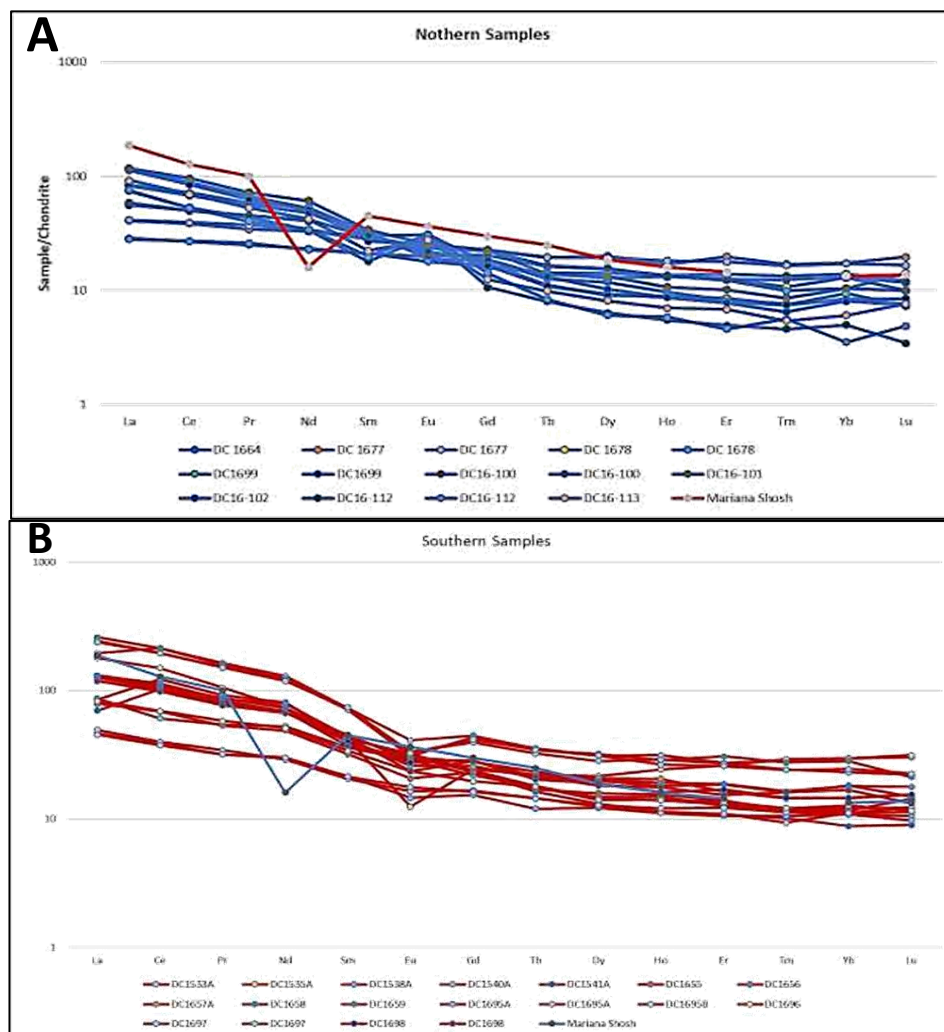 A
Nothern Samples
1000
100
10
1
Sample/Chondrite
La Ce Pr Nd Sm Eu Gd Tb Dy Ho Er Tm Yb Lu
DC 1664 DC 1677 DC 1677 DC 1678 DC 1678
DC1699 DC1699 DC16-100 DC16-100 DC16-101
DC16-102 DC16-112 DC16-112 DC16-113 Mariana Shosh
B
Southern Samples
1000
100
10
1
La Ce Pr Nd Sm Eu Gd Tb Dy Ho Er Tm Yb Lu
DC1533A DC1535A DC1538A DC1540A DC1541A DC1655 DC1656
DC1657A DC1658 DC1659 DC1695A DC1695A DC1695B DC1696
DC1697 DC1697 DC1698 DC1698 Mariana Shosh